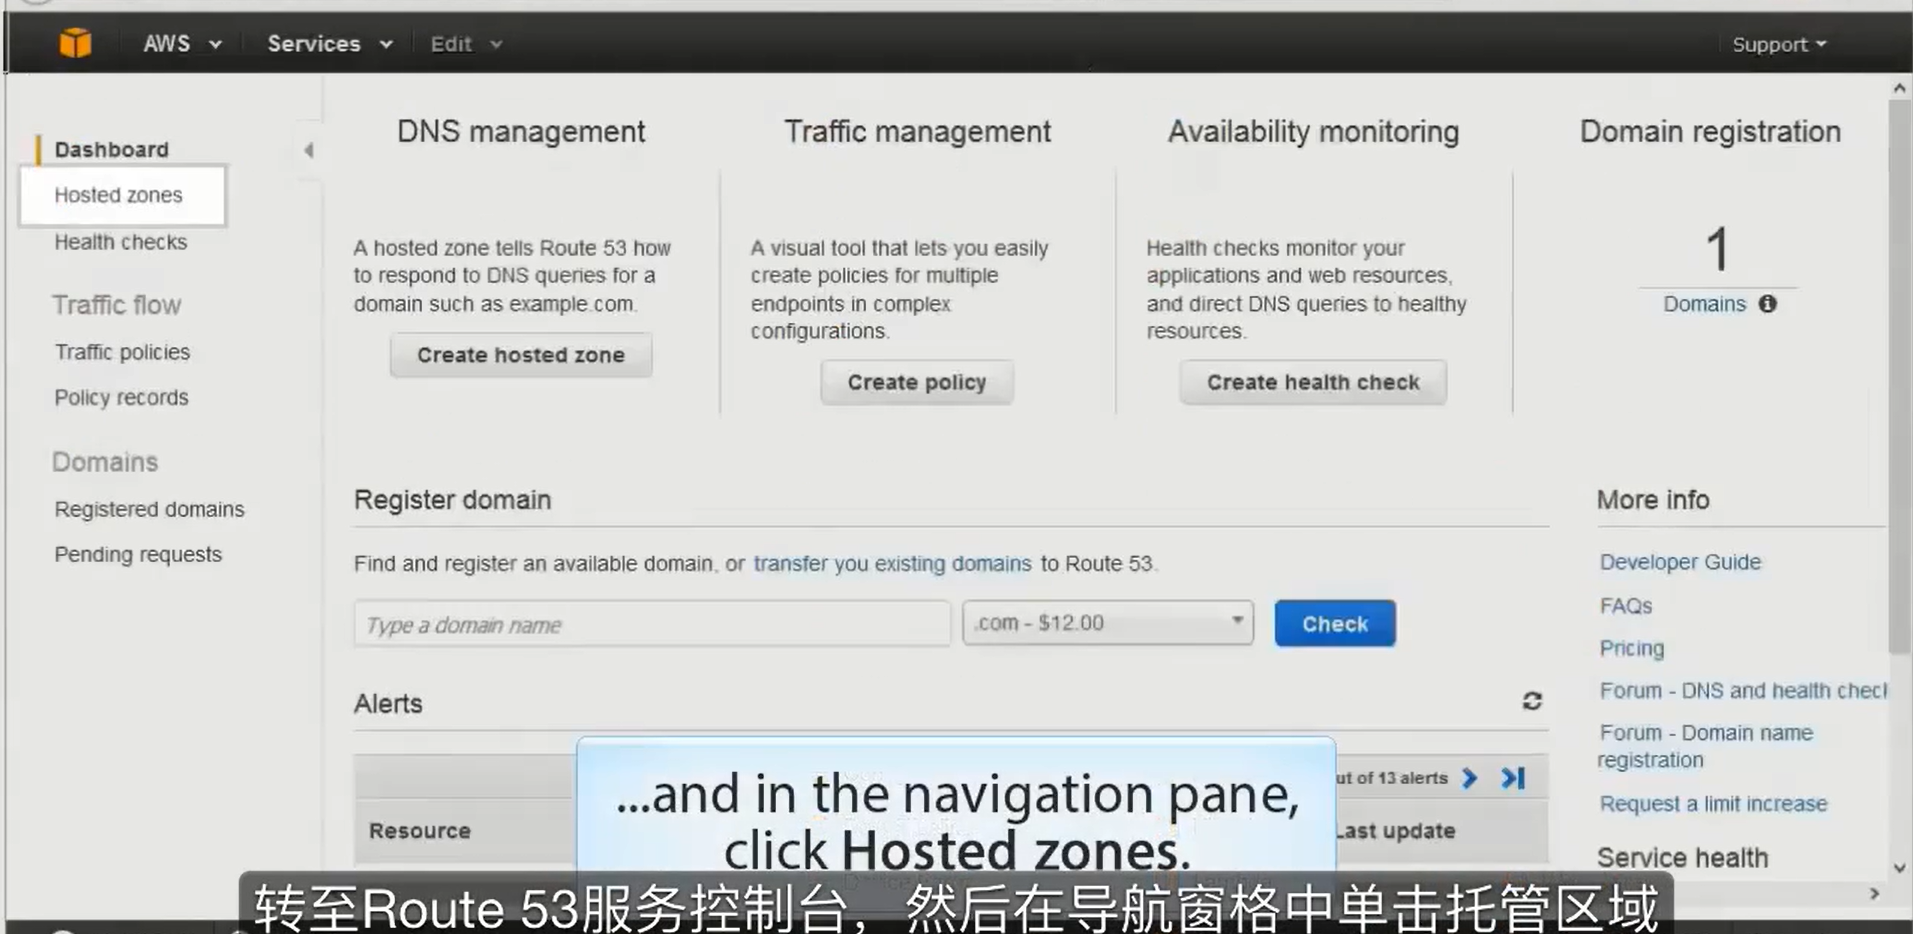 AWS
Services
Edit
Support
Dashboard
Hosted zones
Health checks
Traffic flow
Traffic policies
Policy records
Domains
Registered domains
Pending requests
DNS management
A hosted zone tells Route 53 how
to respond to DNS queries for a
domain such as example.com.
Create hosted zone
Traffic management
A visual tool that lets you easily
create policies for multiple
endpoints in complex
configurations.
Create policy
Availability monitoring
Health checks monitor your
applications and web resources,
and direct DNS queries to healthy
resources.
Create health check
Domain registration
1
Domains
Register domain
Find and register an available domain, or transfer you existing domains to Route 53.
Type a domain name
.com - $12.00
Check
Alerts
of 13 alerts
Resource
Last update
More info
Developer Guide
FAQs
Pricing
Forum - DNS and health check
Forum - Domain name
registration
Request a limit increase
Service health
...and in the navigation pane,
click Hosted zones.
转至Route 53服务控制台，然后在导航窗格中单击托管区域